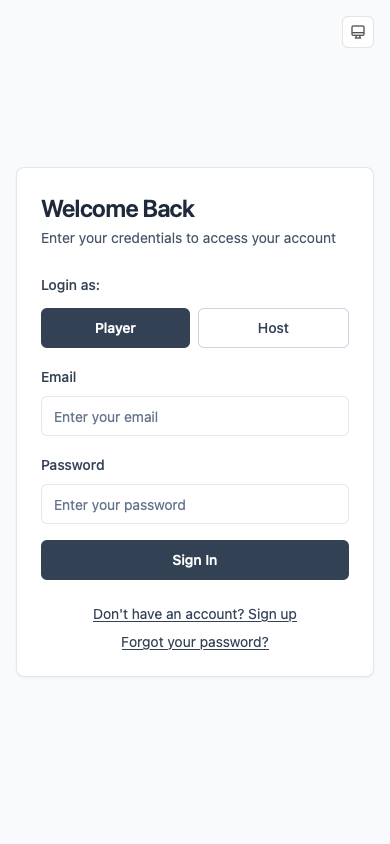 Welcome Back
Enter your credentials to access your account
Login as:
Player
Host
Email
Enter your email
Password
Enter your password
Sign In
Don't have an account? Sign up
Forgot your password?